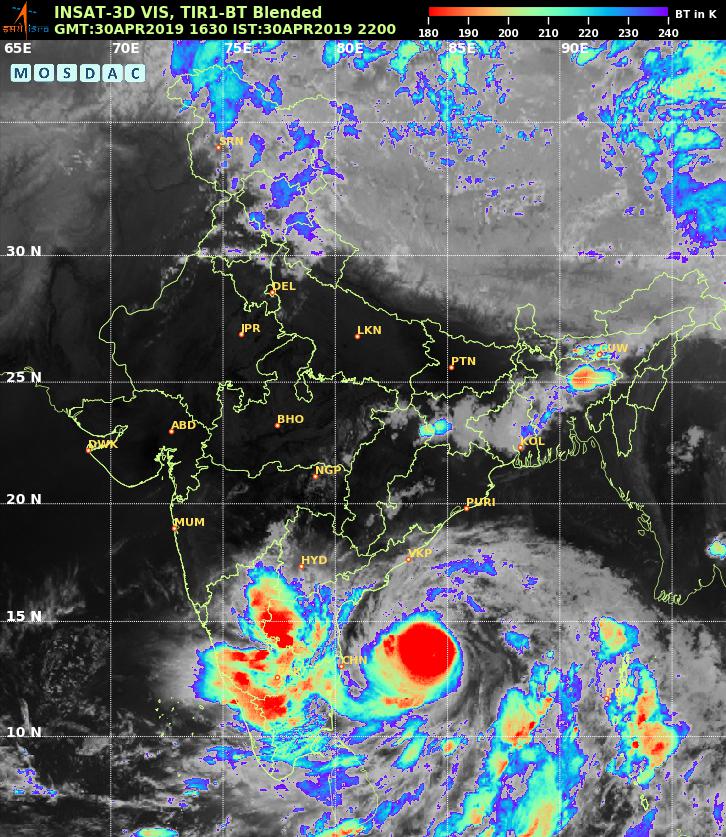 INSAT-3D VIS, TIR1-BT Blended
GMT:30APR2019 1630 IST:30APR2019 2200
BT in K
180 190 200 210 220 230 240
65E 70E 75E 80E 85E 90E
MOSDAC
SRN
30 N
DEL
JPR
LKN
GUW
PTN
25 N
ABD
BHO
DWK
KOL
NGP
20 N
PURI
MUM
VKP
HYD
15 N
CHN
10 N